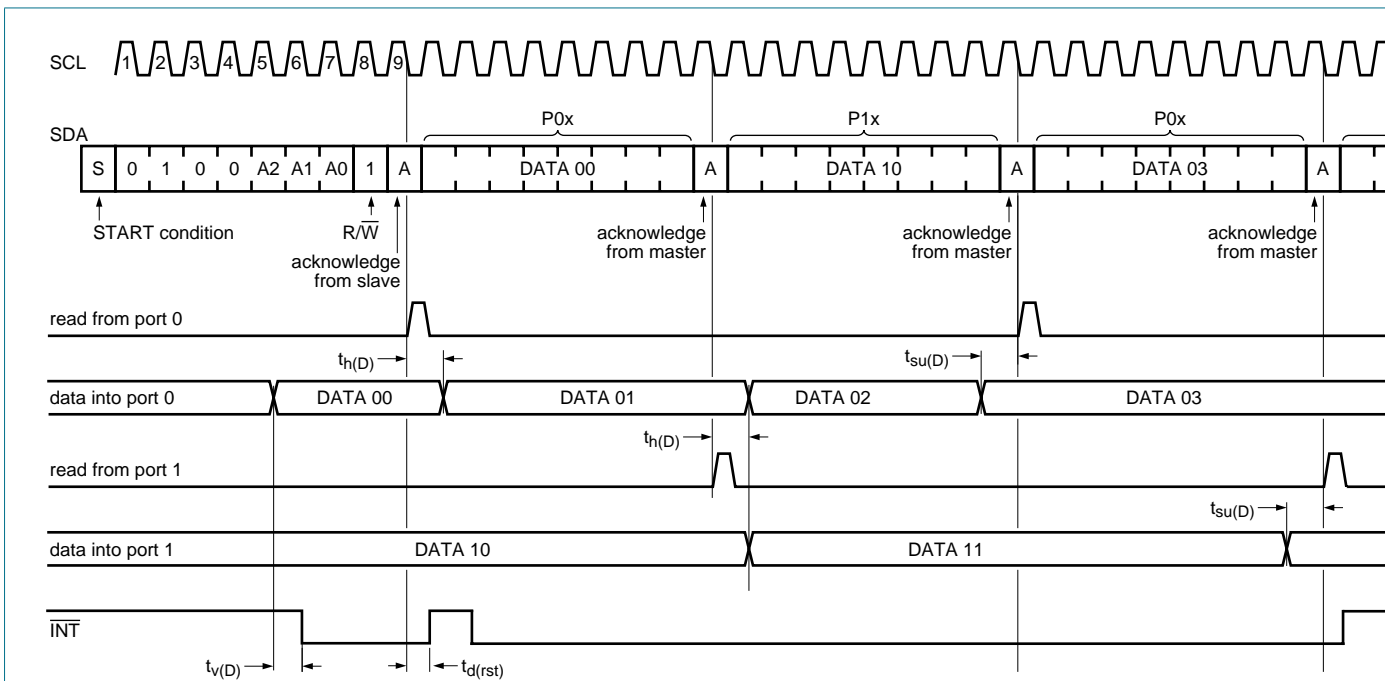 SCL
1 2 3 4 5 6 7 8 9
P0x P1x P0x
SDA
S 0 1 0 0 A2 A1 A0 1 A DATA 00 A DATA 10 A DATA 03 A
START condition R/W acknowledge from slave
acknowledge from master
acknowledge from master
acknowledge from master
read from port 0
th(D) tsu(D)
data into port 0 DATA 00 DATA 01 DATA 02 DATA 03
th(D)
read from port 1
tsu(D)
data into port 1 DATA 10 DATA 11
INT
tv(D) td(rst)